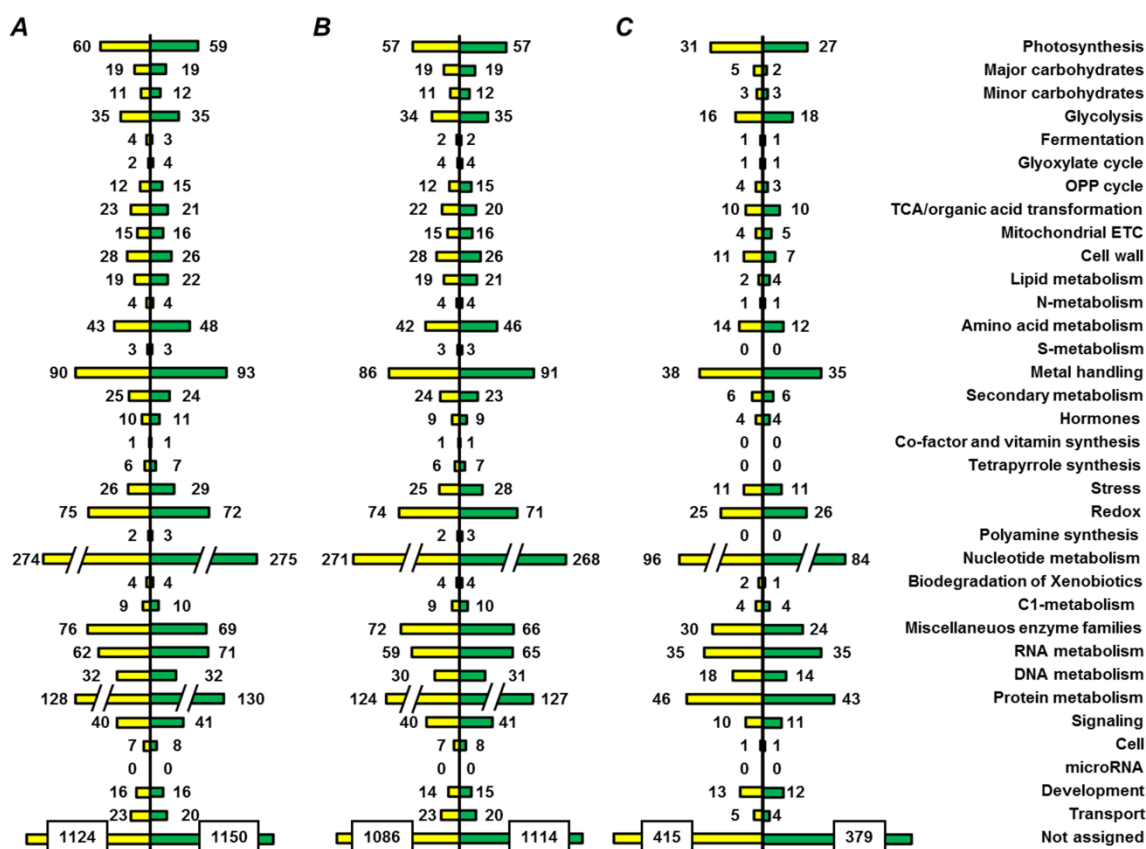 A B C
60 59 57 57 31 27 Photosynthesis
19 19 19 19 5 2 Major carbohydrates
11 12 11 12 3 3 Minor carbohydrates
35 35 34 35 16 18 Glycolysis
4 3 2 2 1 1 Fermentation
2 4 4 4 1 1 Glyoxylate cycle
12 15 12 15 4 3 OPP cycle
23 21 22 20 10 10 TCA/organic acid transformation
15 16 15 16 4 5 Mitochondrial ETC
28 26 28 26 11 7 Cell wall
19 22 19 21 2 4 Lipid metabolism
4 4 4 4 1 1 N-metabolism
43 48 42 46 14 12 Amino acid metabolism
3 3 3 3 0 0 S-metabolism
90 93 86 91 38 35 Metal handling
25 24 24 23 6 6 Secondary metabolism
10 11 9 9 4 4 Hormones
1 1 1 1 0 0 Co-factor and vitamin synthesis
6 7 6 7 0 0 Tetrapyrrole synthesis
26 29 25 28 11 11 Stress
75 72 74 71 25 26 Redox
2 3 2 3 0 0 Polyamine synthesis
274 275 271 268 96 84 Nucleotide metabolism
4 4 4 4 2 1 Biodegradation of Xenobiotics
9 10 9 10 4 4 C1-metabolism
76 69 72 66 30 24 Miscellaneuos enzyme families
62 71 59 65 35 35 RNA metabolism
32 32 30 31 18 14 DNA metabolism
128 130 124 127 46 43 Protein metabolism
40 41 40 41 10 11 Signaling
7 8 7 8 1 1 Cell
0 0 0 0 0 0 microRNA
16 16 14 15 13 12 Development
23 20 23 20 5 4 Transport
1124 1150 1086 1114 415 379 Not assigned